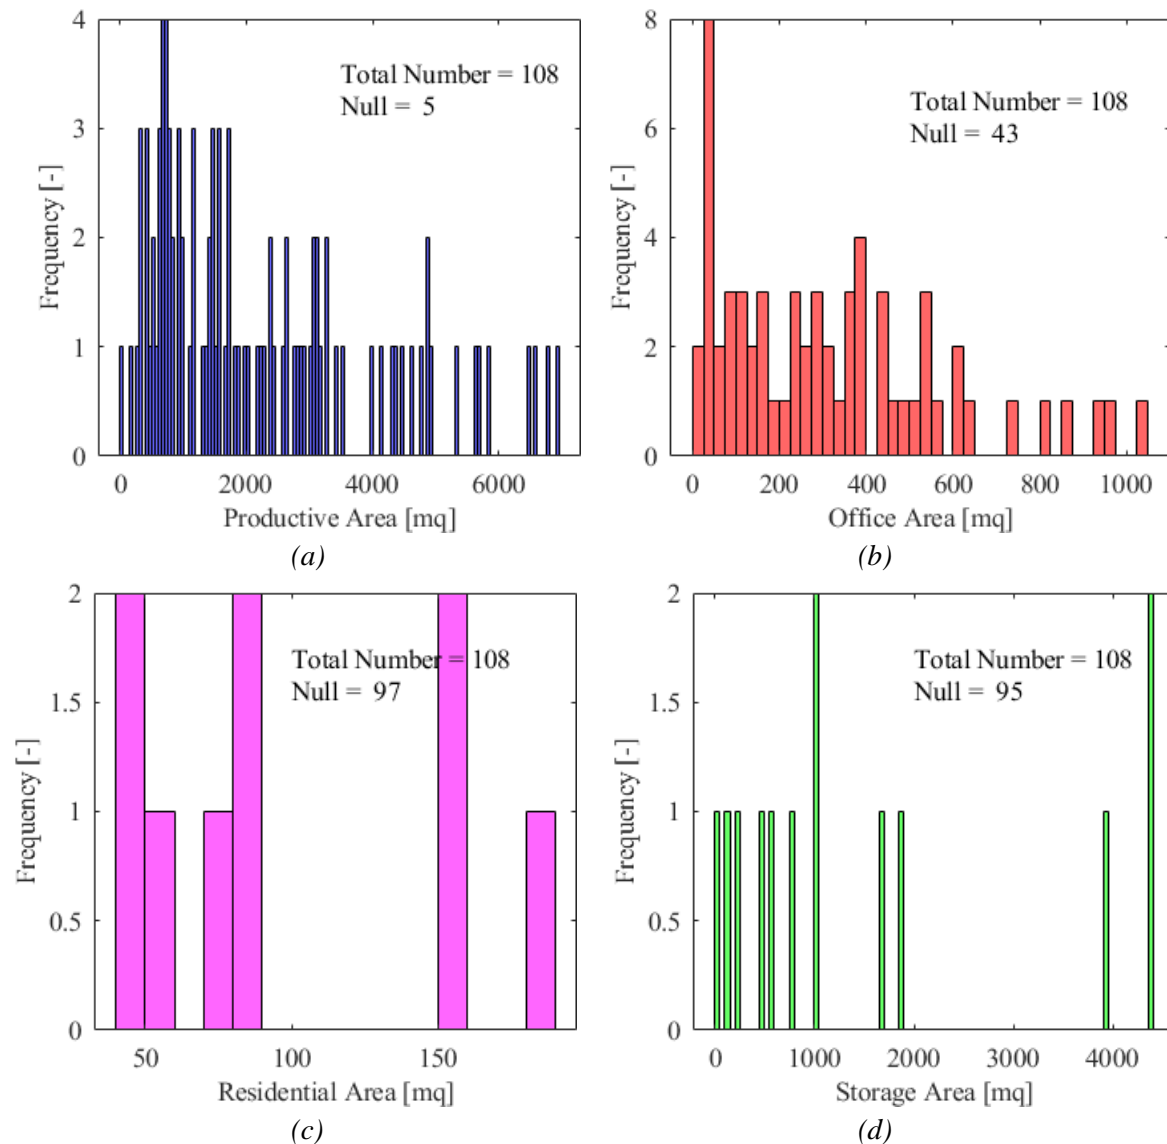 4
3
2
1
0
Frequency [-]
Total Number = 108
Null = 5
0 2000 4000 6000
Productive Area [mq]
(a)
8
6
4
2
0
Frequency [-]
Total Number = 108
Null = 43
0 200 400 600 800 1000
Office Area [mq]
(b)
2
1.5
1
0.5
0
Frequency [-]
Total Number = 108
Null = 97
50 100 150
Residential Area [mq]
(c)
2
1.5
1
0.5
0
Frequency [-]
Total Number = 108
Null = 95
0 1000 2000 3000 4000
Storage Area [mq]
(d)